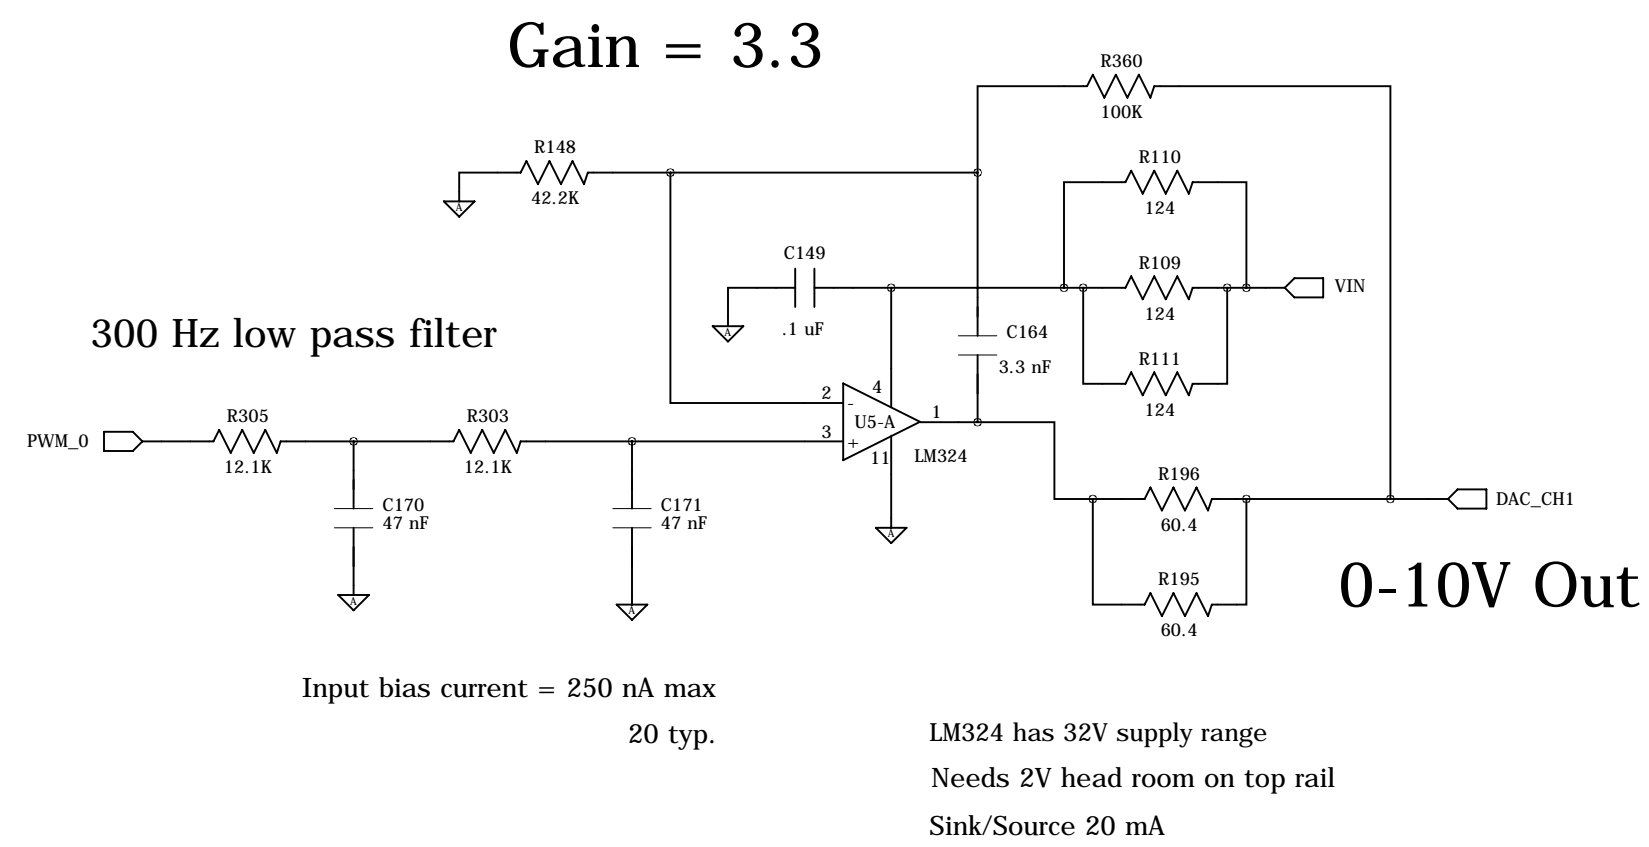 Gain = 3.3
R360
100K
R148
42.2K
R110
124
C149
.1 uF
R109
124
VIN
300 Hz low pass filter
C164
3.3 nF
R111
124
PWM_0
R305
12.1K
R303
12.1K
2
4
-
U5-A
1
3
+
11
LM324
C170
47 nF
C171
47 nF
R196
60.4
DAC_CH1
R195
60.4
0-10V Out
A
A
A
A
A
Input bias current = 250 nA max
20 typ.
LM324 has 32V supply range
Needs 2V head room on top rail
Sink/Source 20 mA